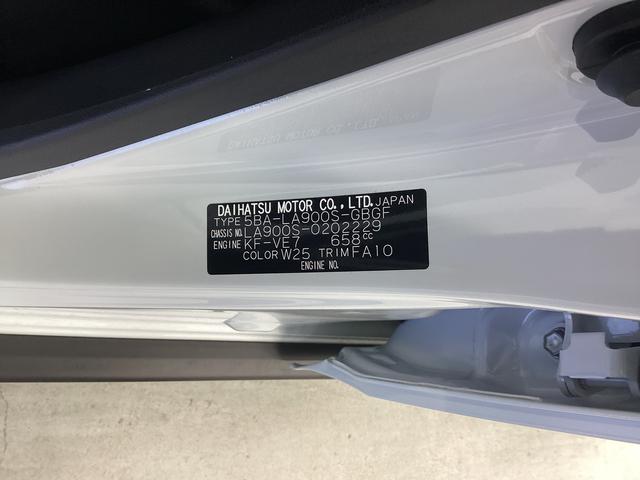 DAIHATSU MOTOR CO.,LTD.JAPAN
TYPE 5BA-LA900S-GBGF
CHASSIS NO. LA900S-0202229
ENGINE KF-VE7 658cc
COLOR W25 TRIM FA10
ENGINE NO.